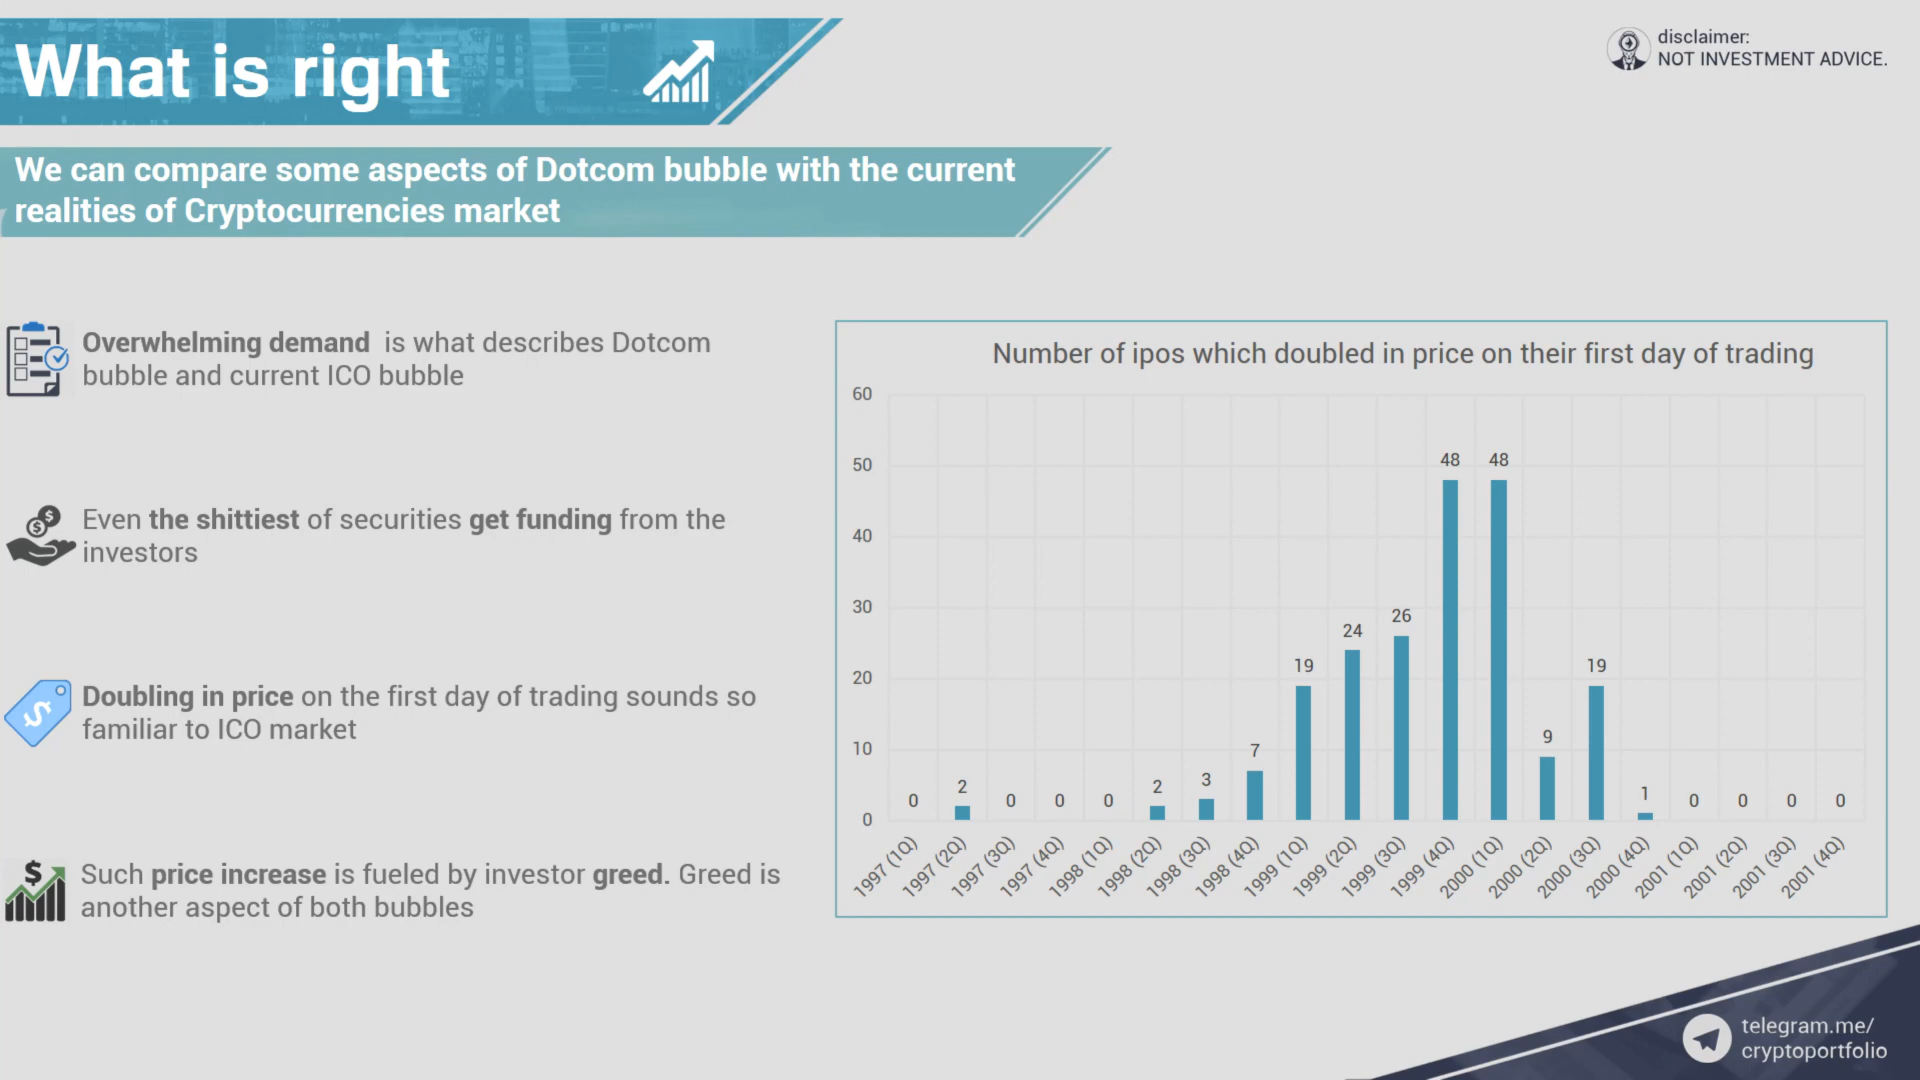 What is right
disclaimer:
NOT INVESTMENT ADVICE.
We can compare some aspects of Dotcom bubble with the current
realities of Cryptocurrencies market
Overwhelming demand is what describes Dotcom
bubble and current ICO bubble
Even the shittiest of securities get funding from the
investors
Doubling in price on the first day of trading sounds so
familiar to ICO market
Such price increase is fueled by investor greed. Greed is
another aspect of both bubbles
Number of ipos which doubled in price on their first day of trading
60
50
40
30
20
10
0
0
2
0
0
0
2
3
7
19
24
26
48
48
9
19
1
0
0
0
0
1997 (1Q)
1997 (2Q)
1997 (3Q)
1997 (4Q)
1998 (1Q)
1998 (2Q)
1998 (3Q)
1998 (4Q)
1999 (1Q)
1999 (2Q)
1999 (3Q)
1999 (4Q)
2000 (1Q)
2000 (2Q)
2000 (3Q)
2000 (4Q)
2001 (1Q)
2001 (2Q)
2001 (3Q)
2001 (4Q)
telegram.me/
cryptoportfolio